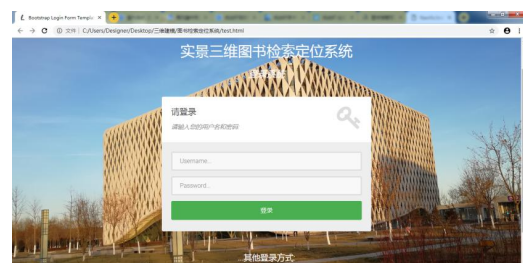 Bootstrap Login Form Templa
文件 | C:/Users/Designer/Desktop/三维建模/图书检索定位系统/test.html
实景三维图书检索定位系统
请登录
请输入您的用户名和密码
Username...
Password...
登录
其他登录方式: